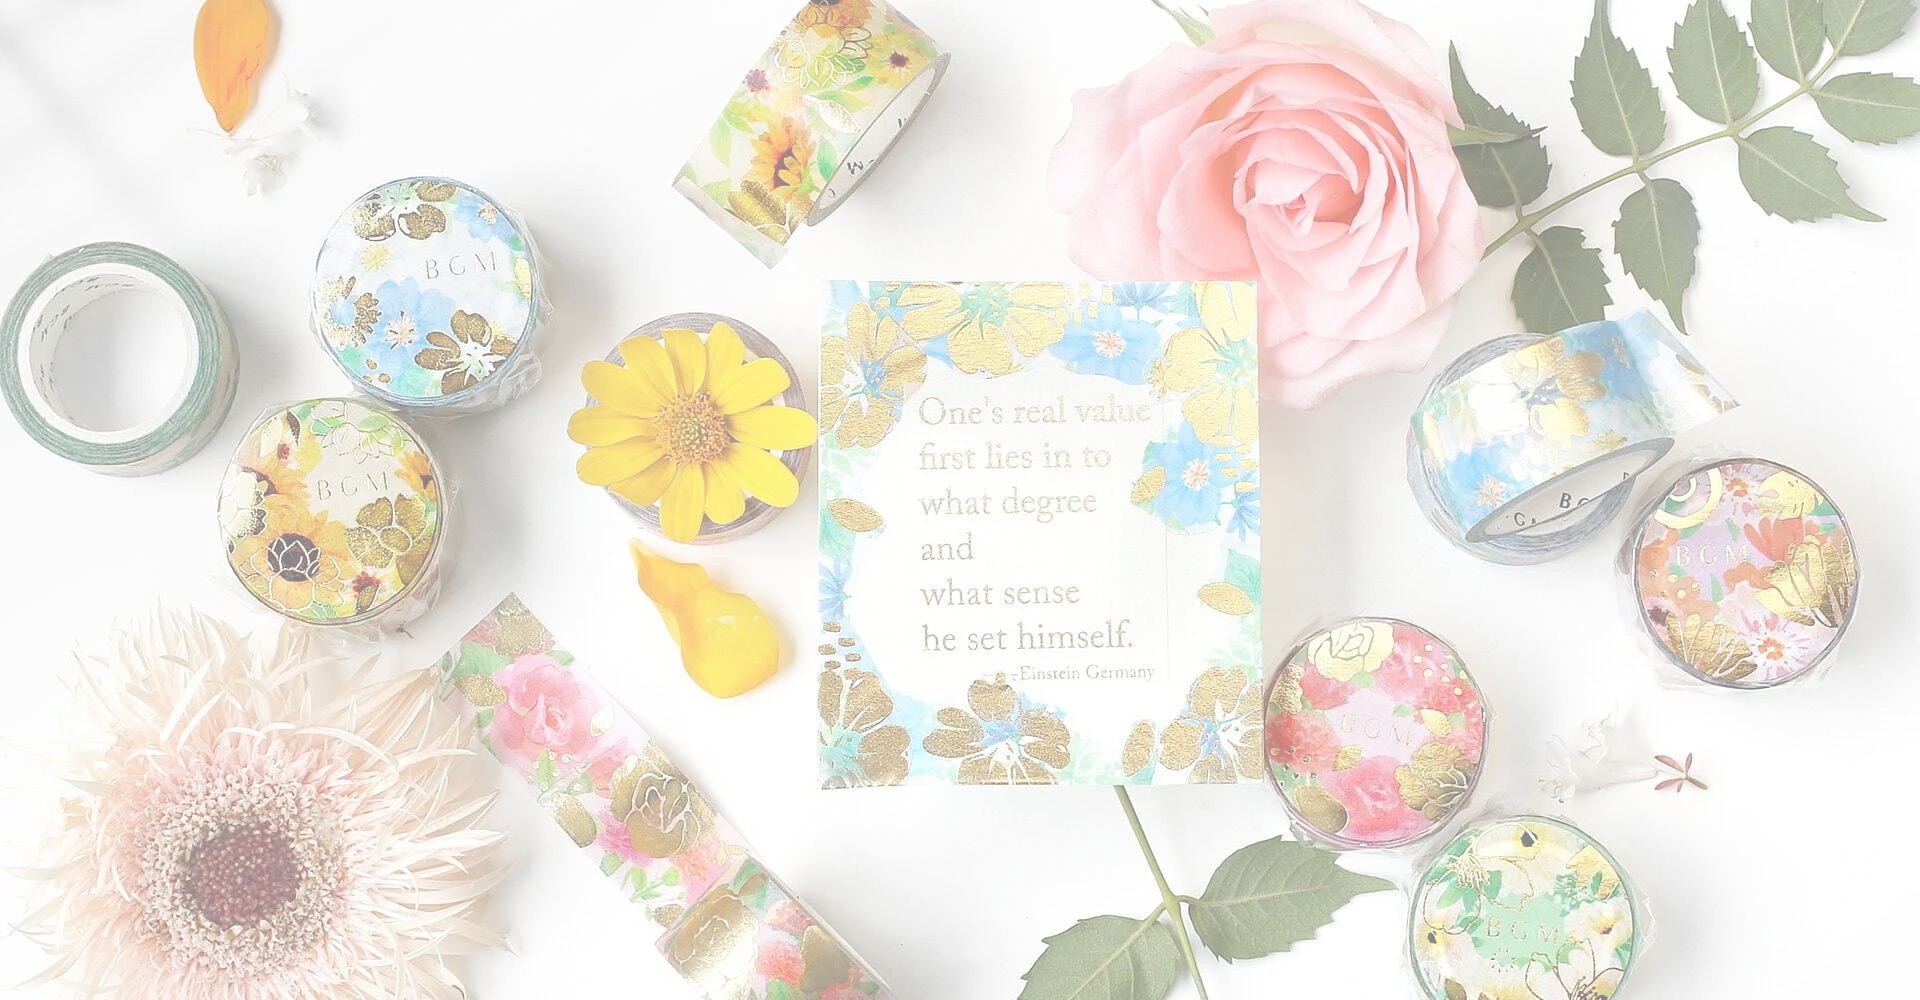 BGM
BGM
One's real value
first lies in to
what degree
and
what sense
he set himself.
Einstein Germany
BGM
BGM
BGM